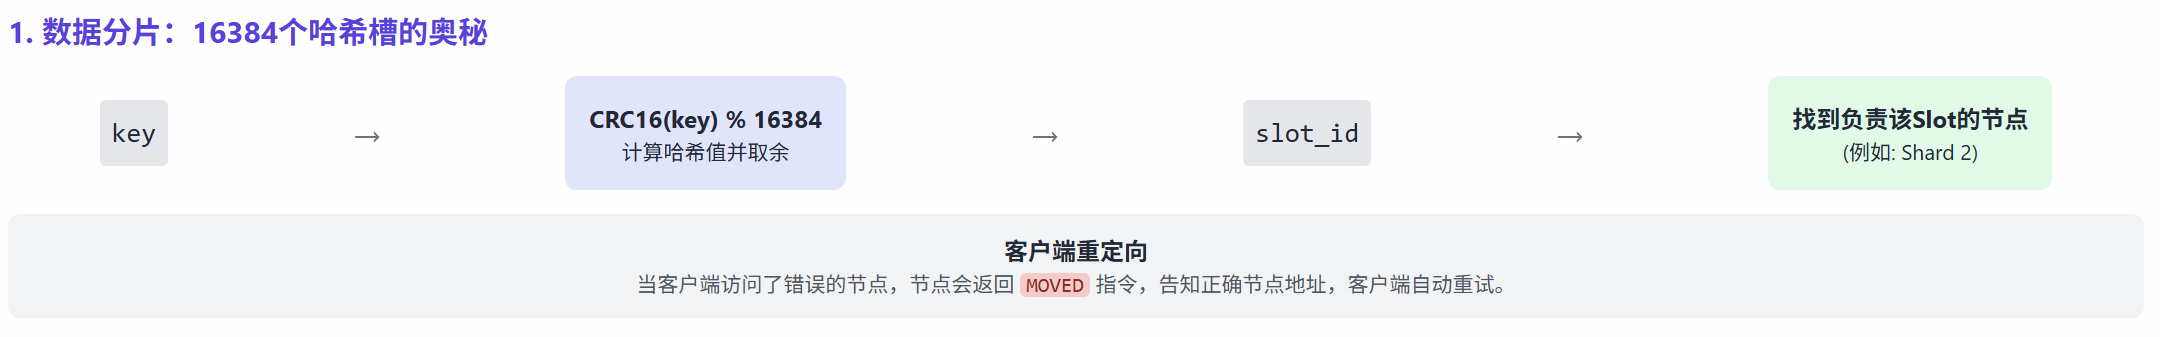 1. 数据分片：16384个哈希槽的奥秘
key
→
CRC16(key) % 16384
计算哈希值并取余
→
slot_id
→
找到负责该Slot的节点
(例如: Shard 2)
客户端重定向
当客户端访问了错误的节点，节点会返回 MOVED 指令，告知正确节点地址，客户端自动重试。